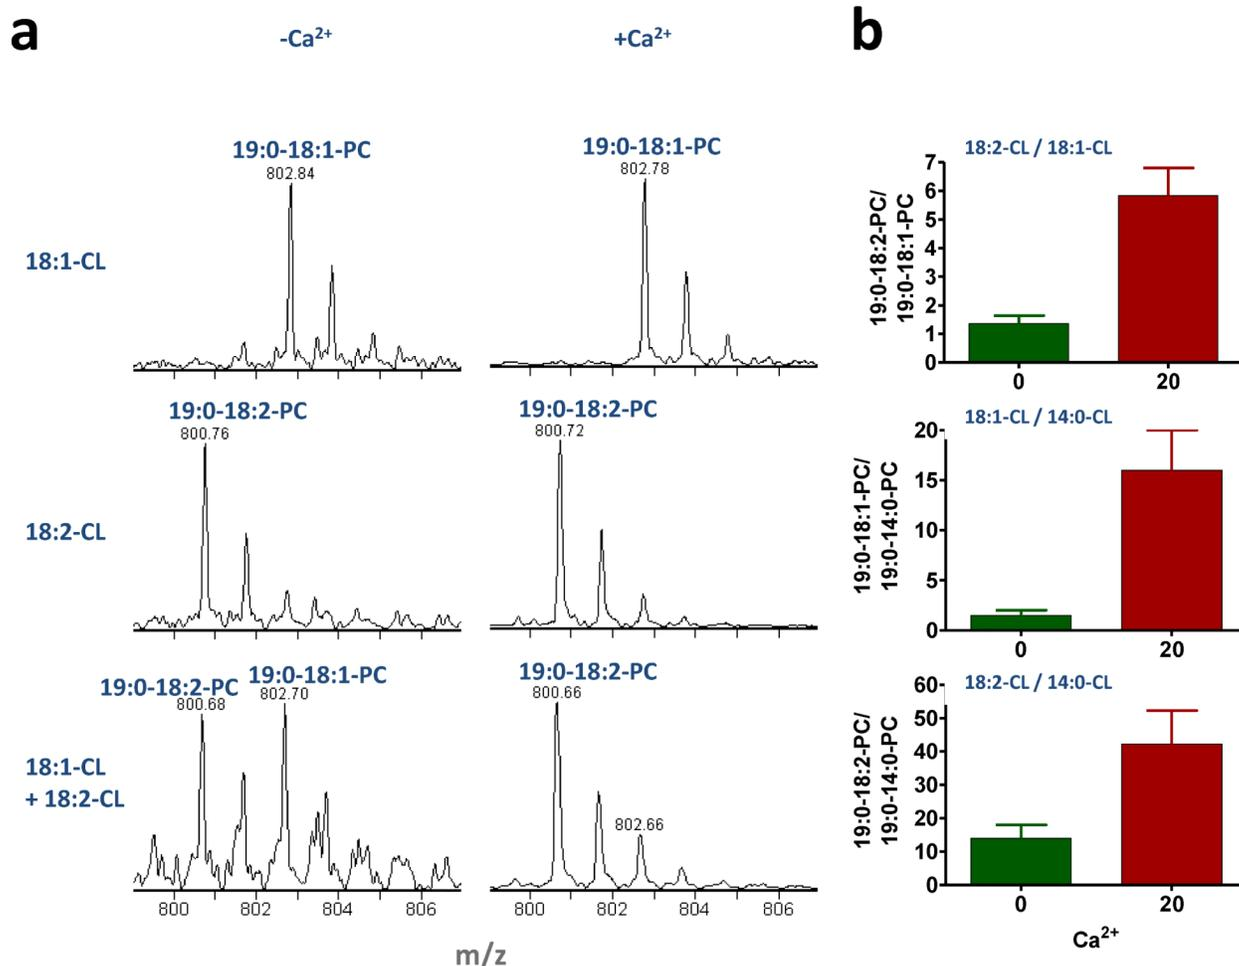 a
-Ca²⁺
+Ca²⁺
19:0-18:1-PC
802.84
19:0-18:1-PC
802.78
18:1-CL
19:0-18:2-PC
800.76
19:0-18:2-PC
800.72
18:2-CL
19:0-18:2-PC
800.68
19:0-18:1-PC
802.70
19:0-18:2-PC
800.66
802.66
18:1-CL
+ 18:2-CL
800 802 804 806
800 802 804 806
m/z
b
18:2-CL / 18:1-CL
19:0-18:2-PC/
19:0-18:1-PC
7
6
5
4
3
2
1
0
0 20
18:1-CL / 14:0-CL
19:0-18:1-PC/
19:0-14:0-PC
20
15
10
5
0
0 20
18:2-CL / 14:0-CL
19:0-18:2-PC/
19:0-14:0-PC
60
50
40
30
20
10
0
0 20
Ca²⁺